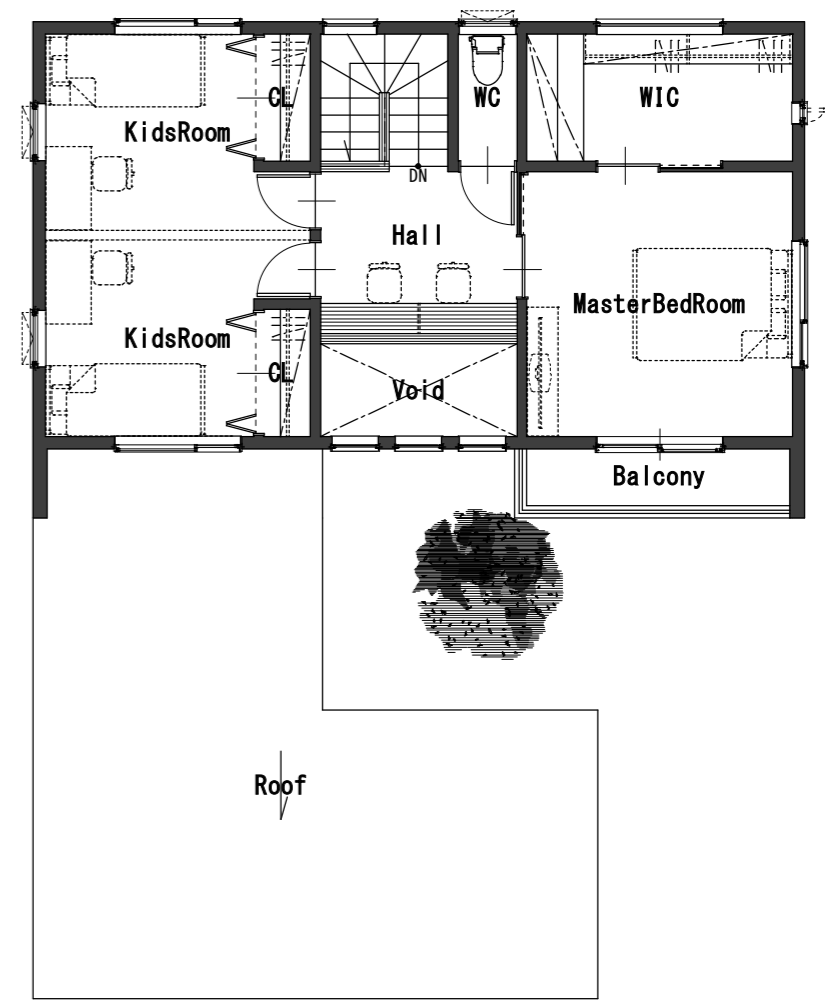 CL
WC
WIC
KidsRoom
DN
Hall
MasterBedRoom
KidsRoom
CL
Void
Balcony
Roof